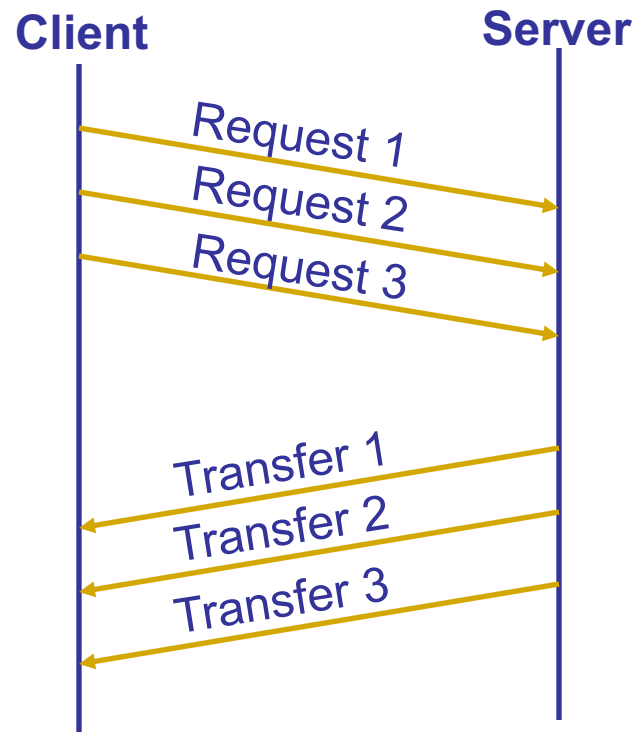 Client
Server
Request 1
Request 2
Request 3
Transfer 1
Transfer 2
Transfer 3